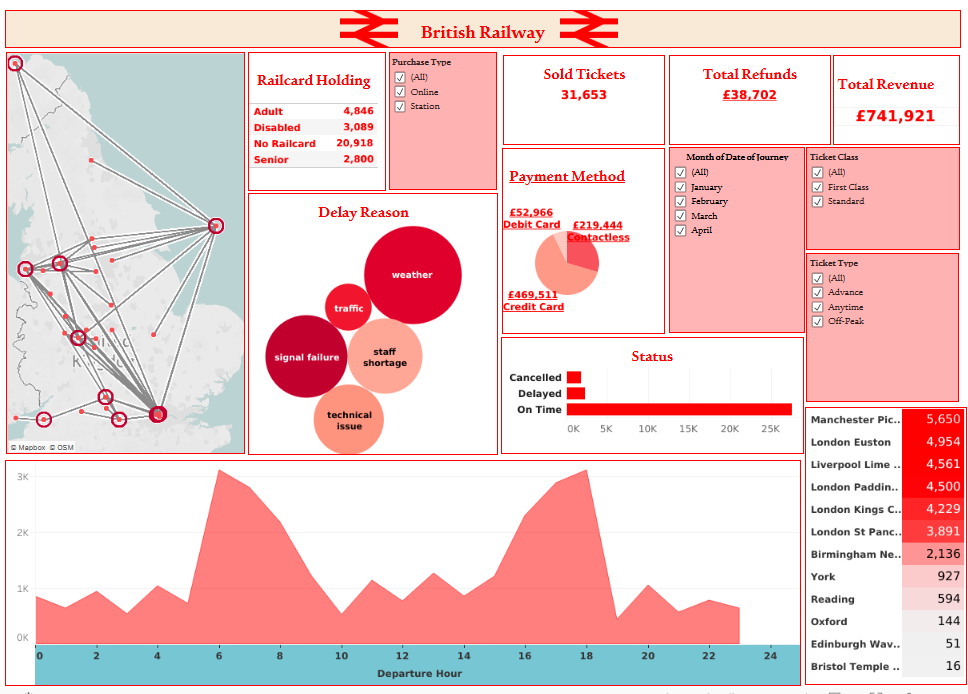 British Railway
Railcard Holding
Adult 4,846
Disabled 3,089
No Railcard 20,918
Senior 2,800
Purchase Type
(All)
Online
Station
Sold Tickets
31,653
Total Refunds
£38,702
Total Revenue
£741,921
Payment Method
£52,966
Debit Card
£219,444
Contactless
£469,511
Credit Card
Month of Date of Journey
(All)
January
February
March
April
Ticket Class
(All)
First Class
Standard
Ticket Type
(All)
Advance
Anytime
Off-Peak
Delay Reason
weather
traffic
signal failure
staff
shortage
technical
issue
Status
Cancelled
Delayed
On Time
0K 5K 10K 15K 20K 25K
© Mapbox © OSM
Manchester Pic.. 5,650
London Euston 4,954
Liverpool Lime .. 4,561
London Paddin.. 4,500
London Kings C.. 4,229
London St Panc.. 3,891
Birmingham Ne.. 2,136
York 927
Reading 594
Oxford 144
Edinburgh Wav.. 51
Bristol Temple .. 16
3K
2K
1K
0K
0 2 4 6 8 10 12 14 16 18 20 22 24
Departure Hour